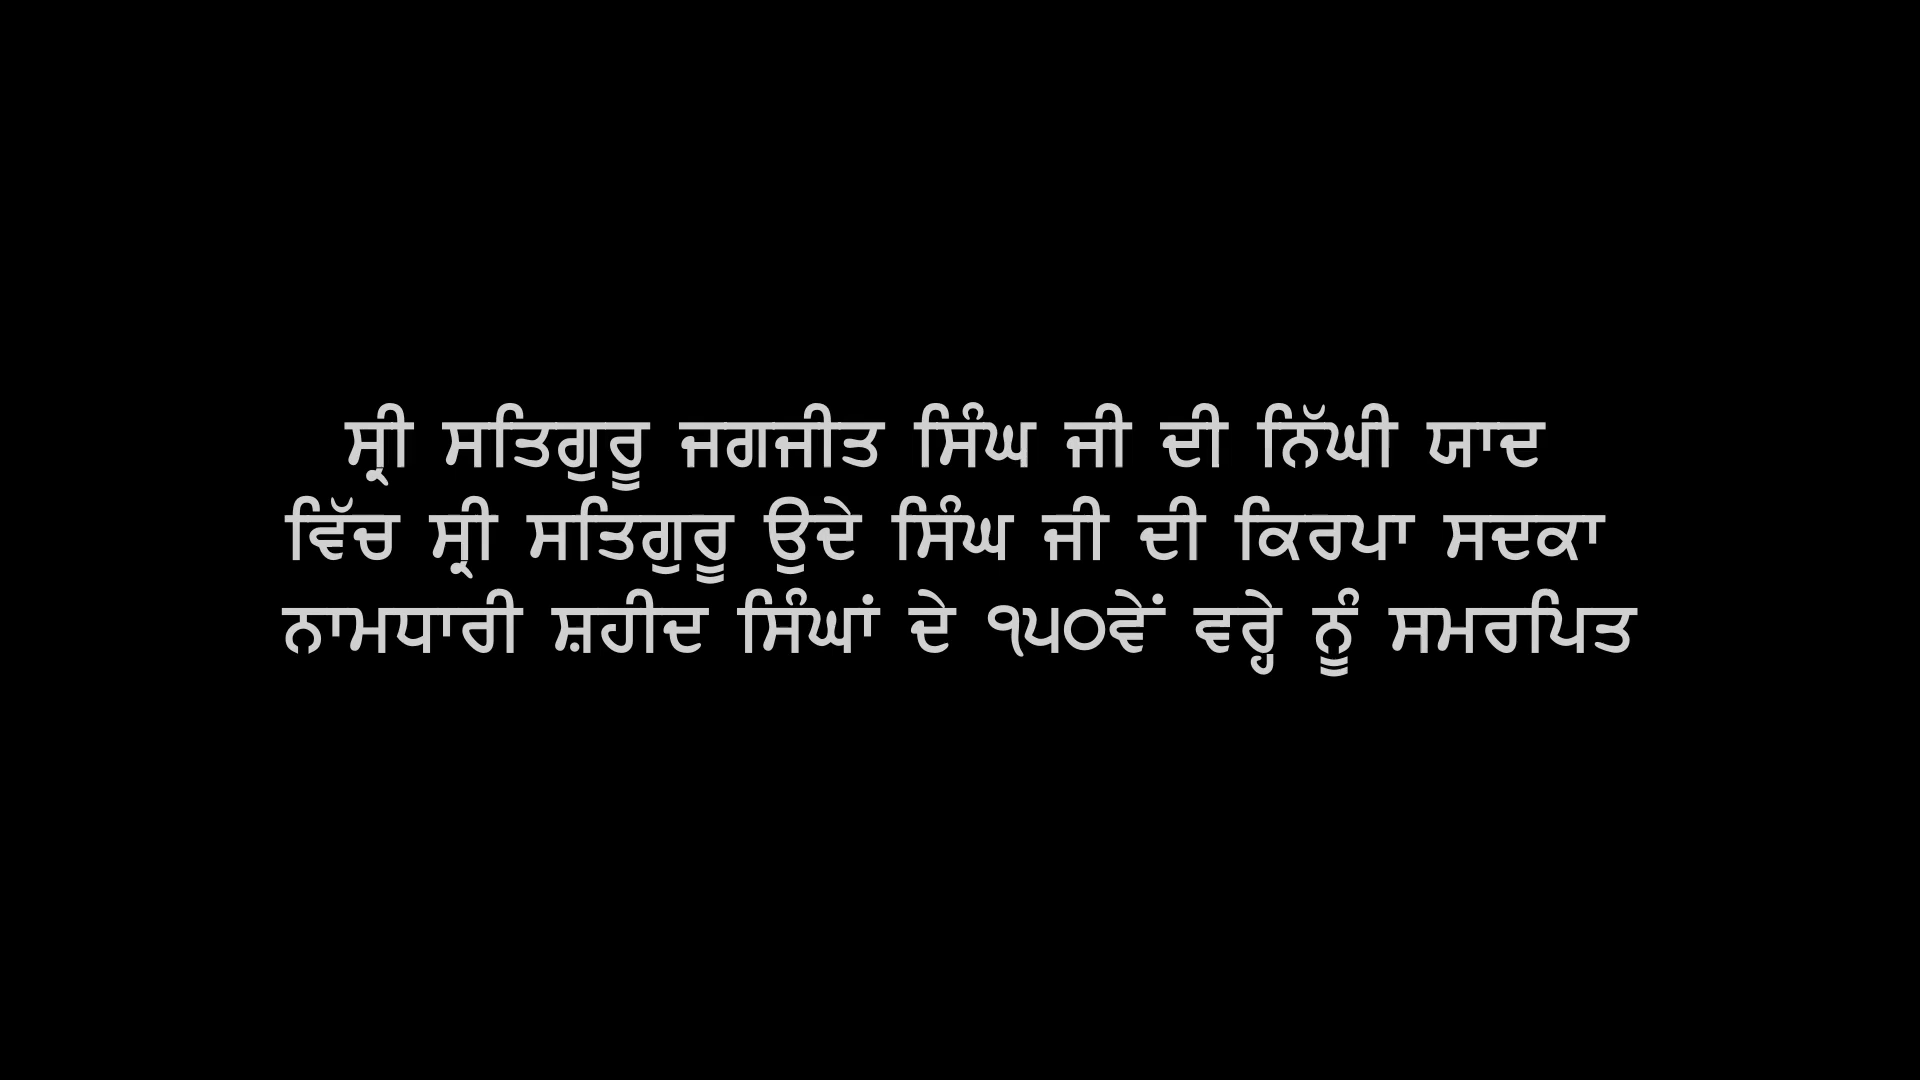 ਸ੍ਰੀ ਸਤਿਗੁਰੂ ਜਗਜੀਤ ਸਿੰਘ ਜੀ ਦੀ ਨਿੱਘੀ ਯਾਦ
ਵਿੱਚ ਸ੍ਰੀ ਸਤਿਗੁਰੂ ਉਦੇ ਸਿੰਘ ਜੀ ਦੀ ਕਿਰਪਾ ਸਦਕਾ
ਨਾਮਧਾਰੀ ਸ਼ਹੀਦ ਸਿੰਘਾਂ ਦੇ ੧੫੦ਵੇਂ ਵਰ੍ਹੇ ਨੂੰ ਸਮਰਪਿਤ